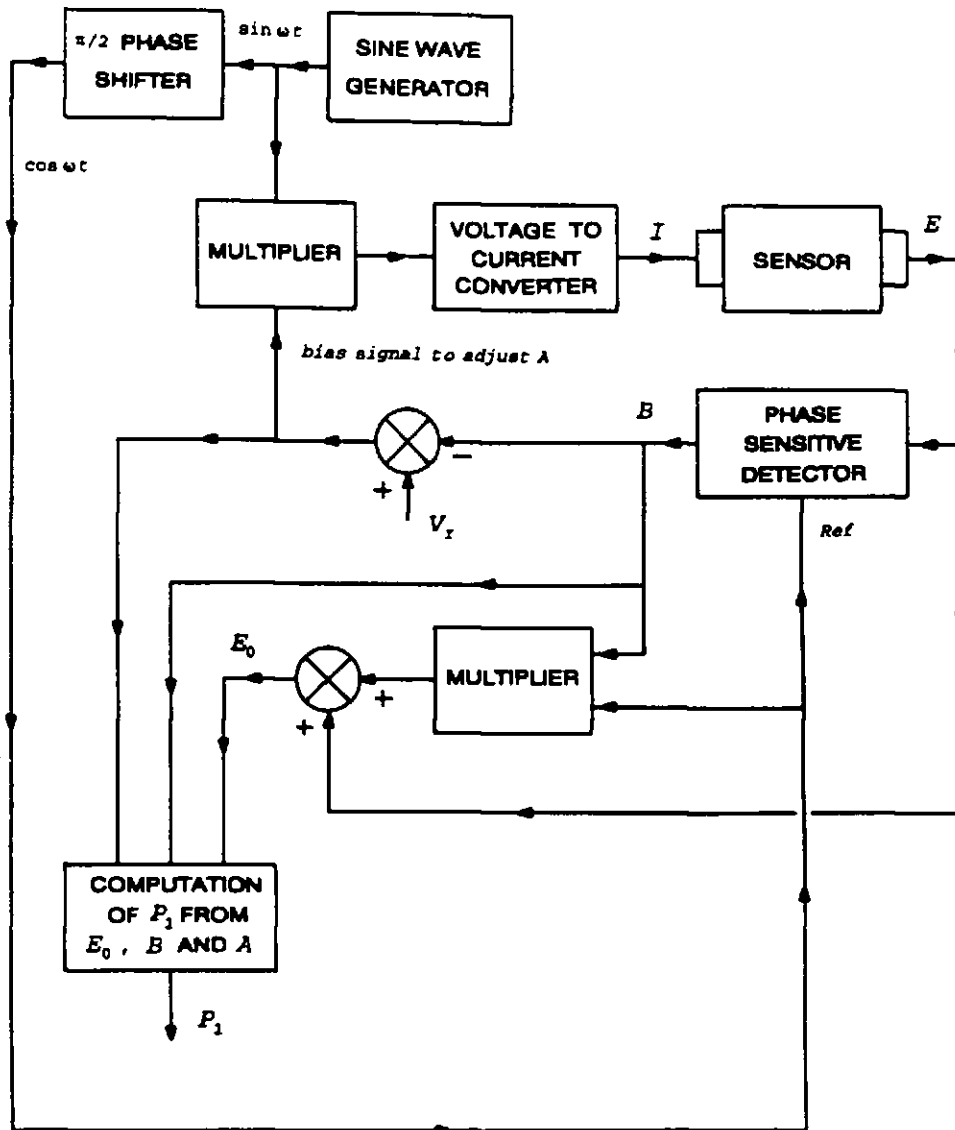 π/2 PHASE
SHIFTER
sin ωt
SINE WAVE
GENERATOR
cos ωt
MULTIPLIER
VOLTAGE TO
CURRENT
CONVERTER
I
SENSOR
E
bias signal to adjust A
B
PHASE
SENSITIVE
DETECTOR
−
+
V_I
Ref
E_0
MULTIPLIER
+
+
COMPUTATION
OF P_1 FROM
E_0 , B AND A
P_1